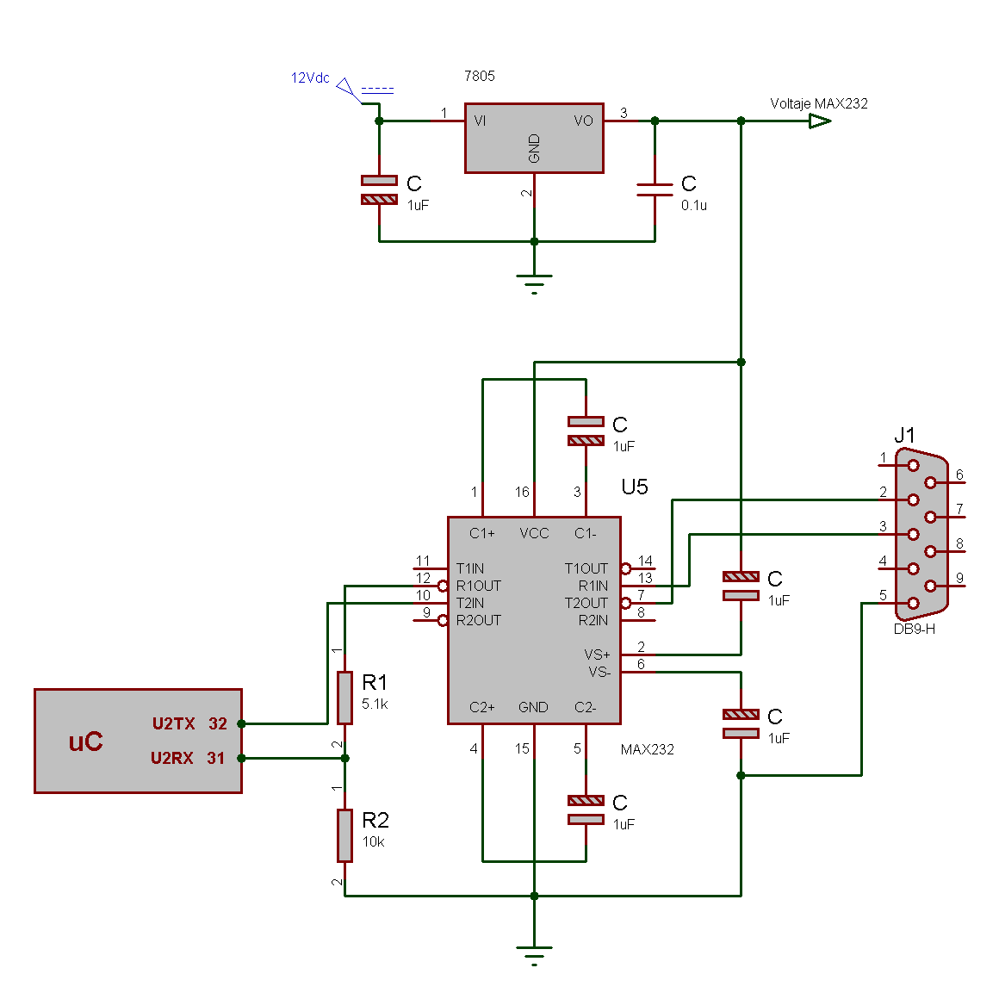 12Vdc
7805
Voltaje MAX232
1
VI
VO
3
GND
2
C
1uF
C
0.1u
C
1uF
U5
1
16
3
C1+
VCC
C1-
11
T1IN
T1OUT
14
12
R1OUT
R1IN
13
10
T2IN
T2OUT
7
9
R2OUT
R2IN
8
VS+
2
VS-
6
C2+
GND
C2-
4
15
5
MAX232
C
1uF
C
1uF
C
1uF
J1
1
6
2
7
3
8
4
9
5
DB9-H
1
R1
5.1k
2
uC
U2TX 32
U2RX 31
1
R2
10k
2